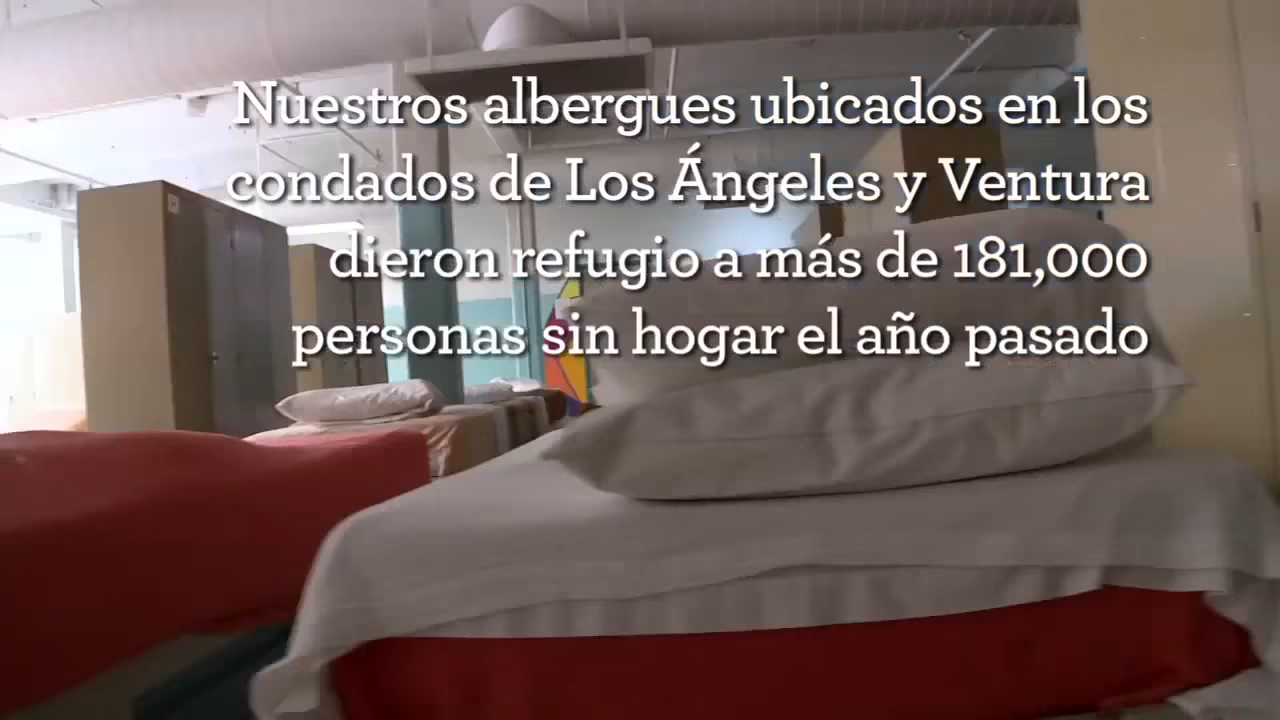 Nuestros albergues ubicados en los
condados de Los Ángeles y Ventura
dieron refugio a más de 181,000
personas sin hogar el año pasado